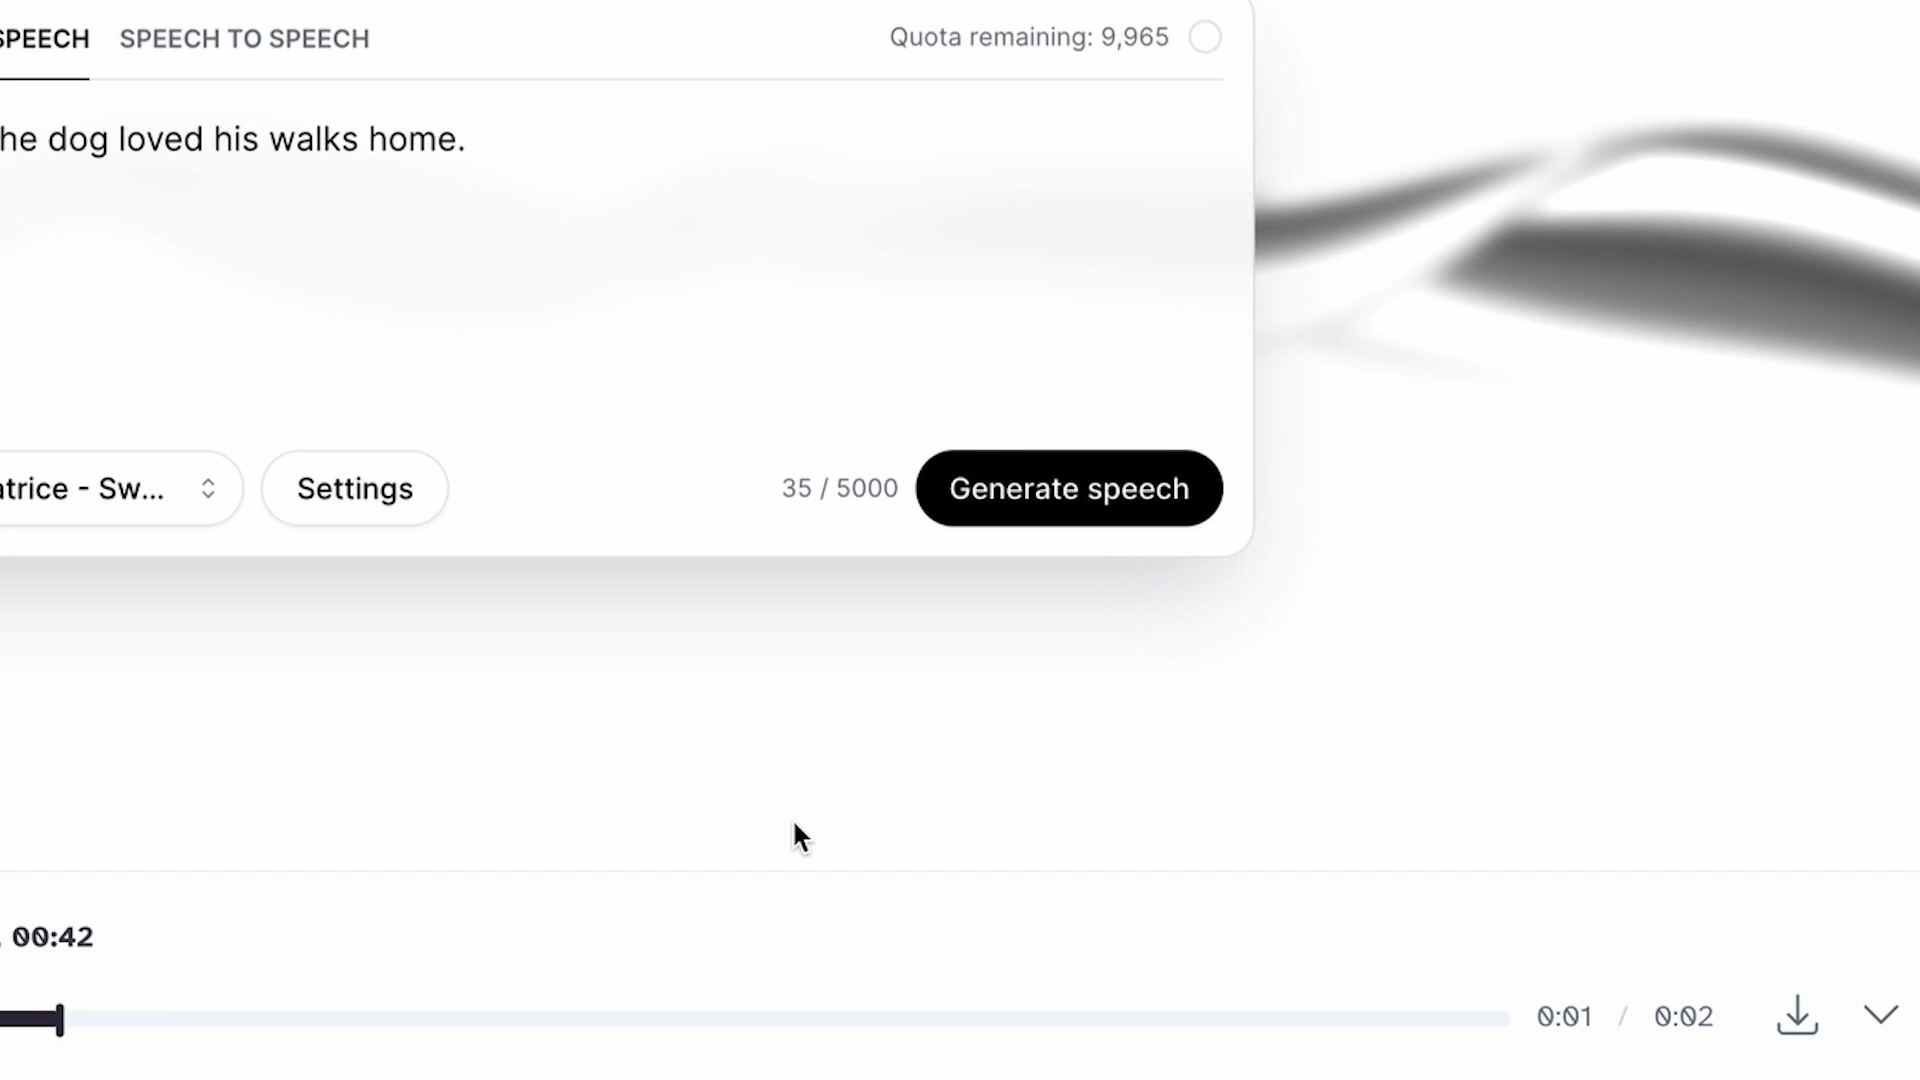 SPEECH SPEECH TO SPEECH Quota remaining: 9,965
he dog loved his walks home.
atrice - Sw... Settings 35 / 5000 Generate speech
00:42
0:01 / 0:02